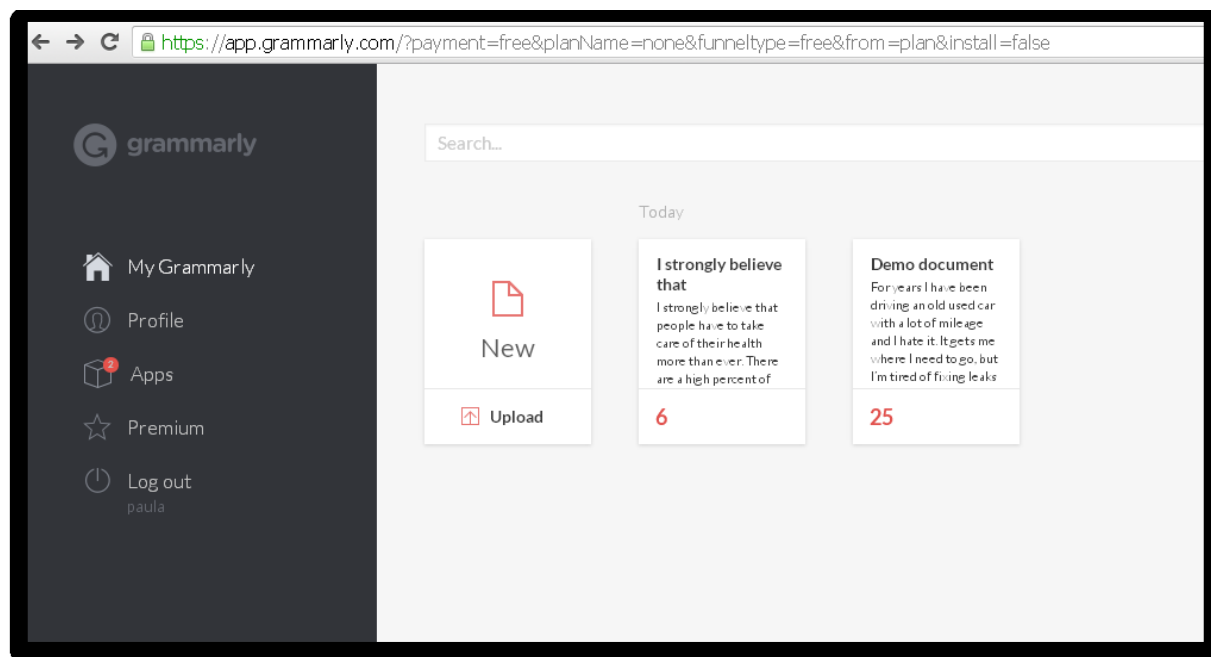 https://app.grammarly.com/?payment=free&planName=none&funneltype=free&from=plan&install=false
grammarly
My Grammarly
Profile
2
Apps
Premium
Log out
paula
Search...
Today
New
Upload
I strongly believe
that
I strongly believe that
people have to take
care of their health
more than ever. There
are a high percent of
6
Demo document
For years I have been
driving an old used car
with a lot of mileage
and I hate it. It gets me
where I need to go, but
I'm tired of fixing leaks
25